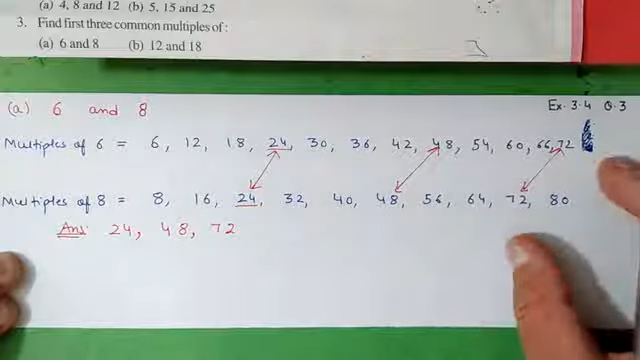 (a) 4, 8 and 12 (b) 5, 15 and 25
3. Find first three common multiples of :
(a) 6 and 8 (b) 12 and 18
(a) 6 and 8 Ex. 3.4 Q.3
Multiples of 6 = 6, 12, 18, 24, 30, 36, 42, 48, 54, 60, 66, 72
Multiples of 8 = 8, 16, 24, 32, 40, 48, 56, 64, 72, 80
Ans: 24, 48, 72